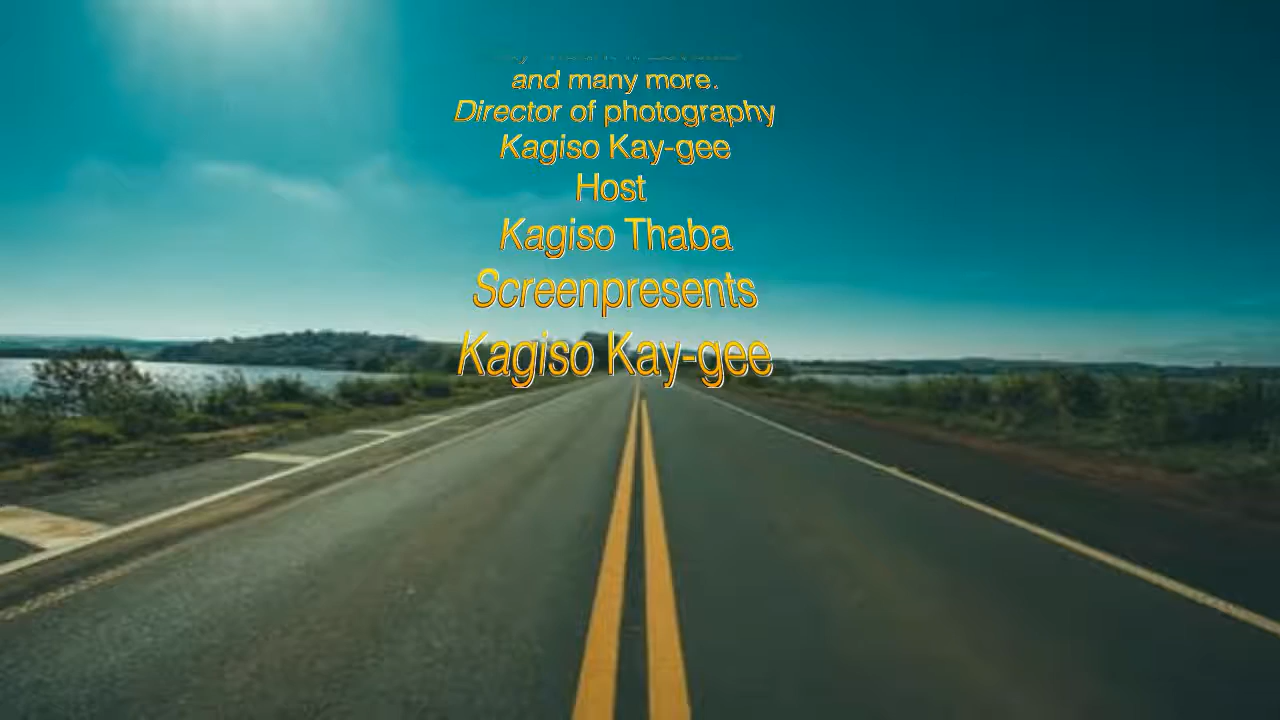 and many more.
Director of photography
Kagiso Kay-gee
Host
Kagiso Thaba
Screenpresents
Kagiso Kay-gee